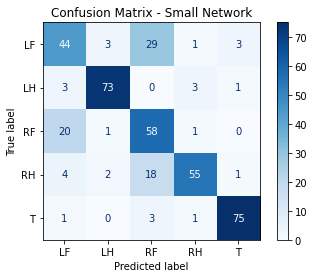 Confusion Matrix - Small Network
LF 44 3 29 1 3
LH 3 73 0 3 1
RF 20 1 58 1 0
RH 4 2 18 55 1
T 1 0 3 1 75
LF LH RF RH T
True label
Predicted label
70
60
50
40
30
20
10
0